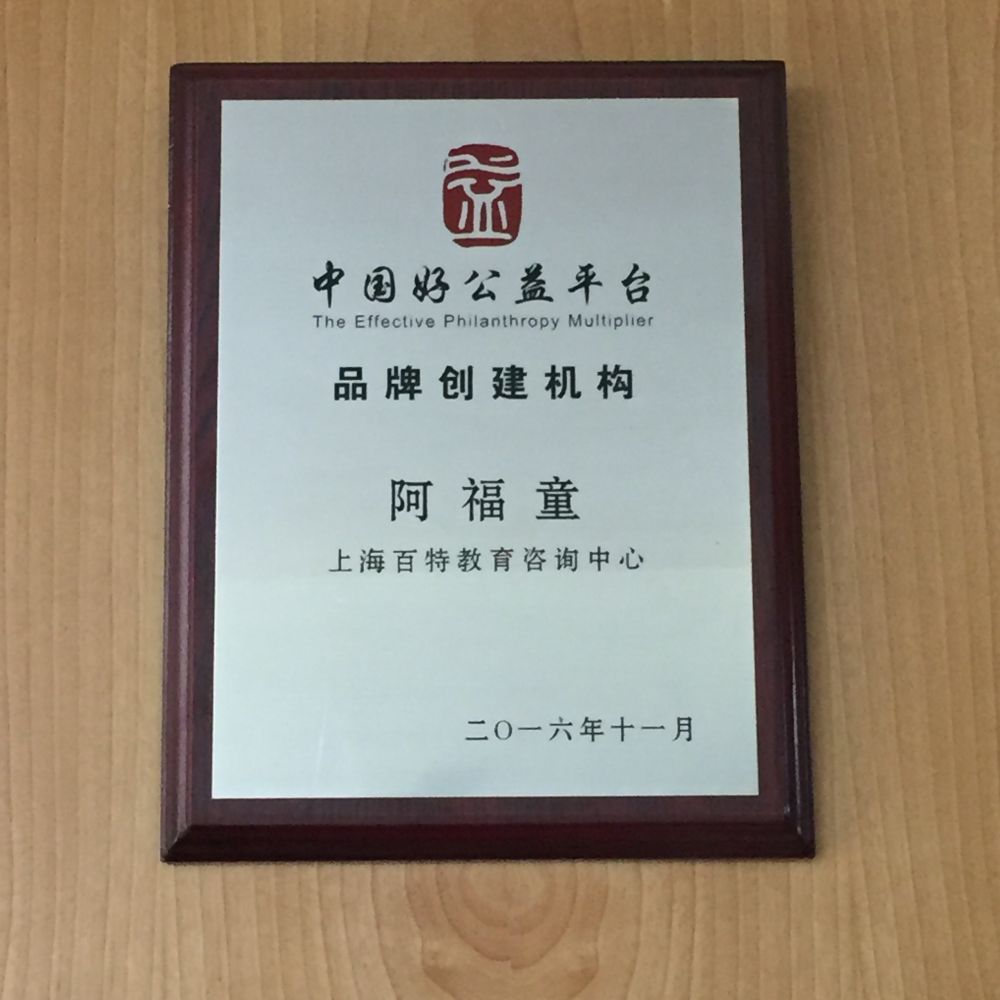 益
中国好公益平台
The Effective Philanthropy Multiplier
品牌创建机构
阿福童
上海百特教育咨询中心
二〇一六年十一月